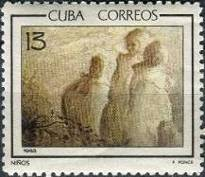 CUBA CORREOS
13
1965
NIÑOS
F. PONCE